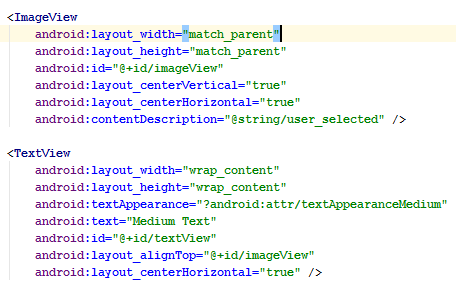 <ImageView
android:layout_width="match_parent"
android:layout_height="match_parent"
android:id="@+id/imageView"
android:layout_centerVertical="true"
android:layout_centerHorizontal="true"
android:contentDescription="@string/user_selected" />
<TextView
android:layout_width="wrap_content"
android:layout_height="wrap_content"
android:textAppearance="?android:attr/textAppearanceMedium"
android:text="Medium Text"
android:id="@+id/textView"
android:layout_alignTop="@+id/imageView"
android:layout_centerHorizontal="true" />